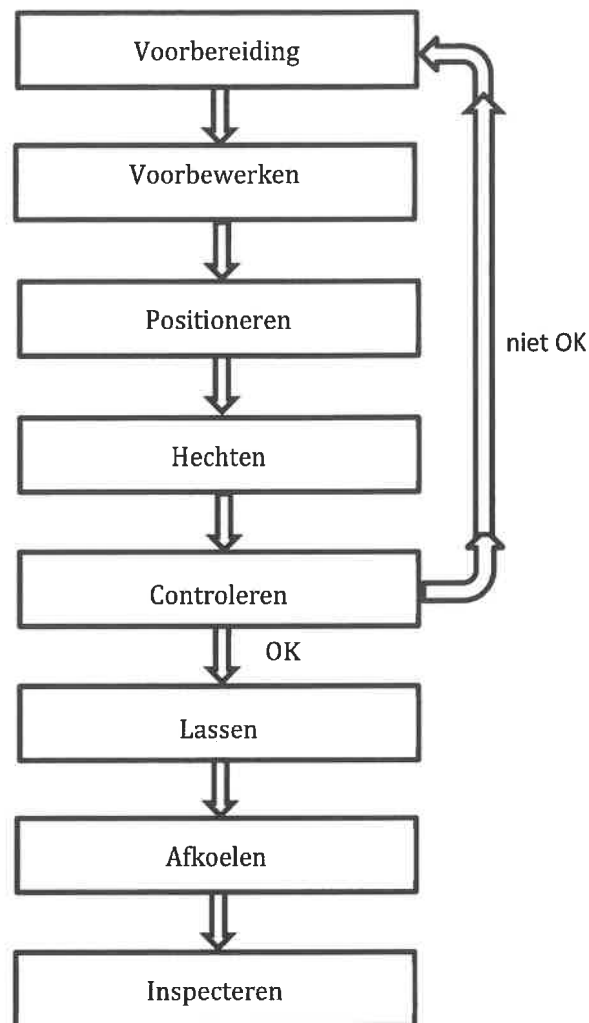 Voorbereiding
Voorbewerken
Positioneren
niet OK
Hechten
Controleren
OK
Lassen
Afkoelen
Inspecteren